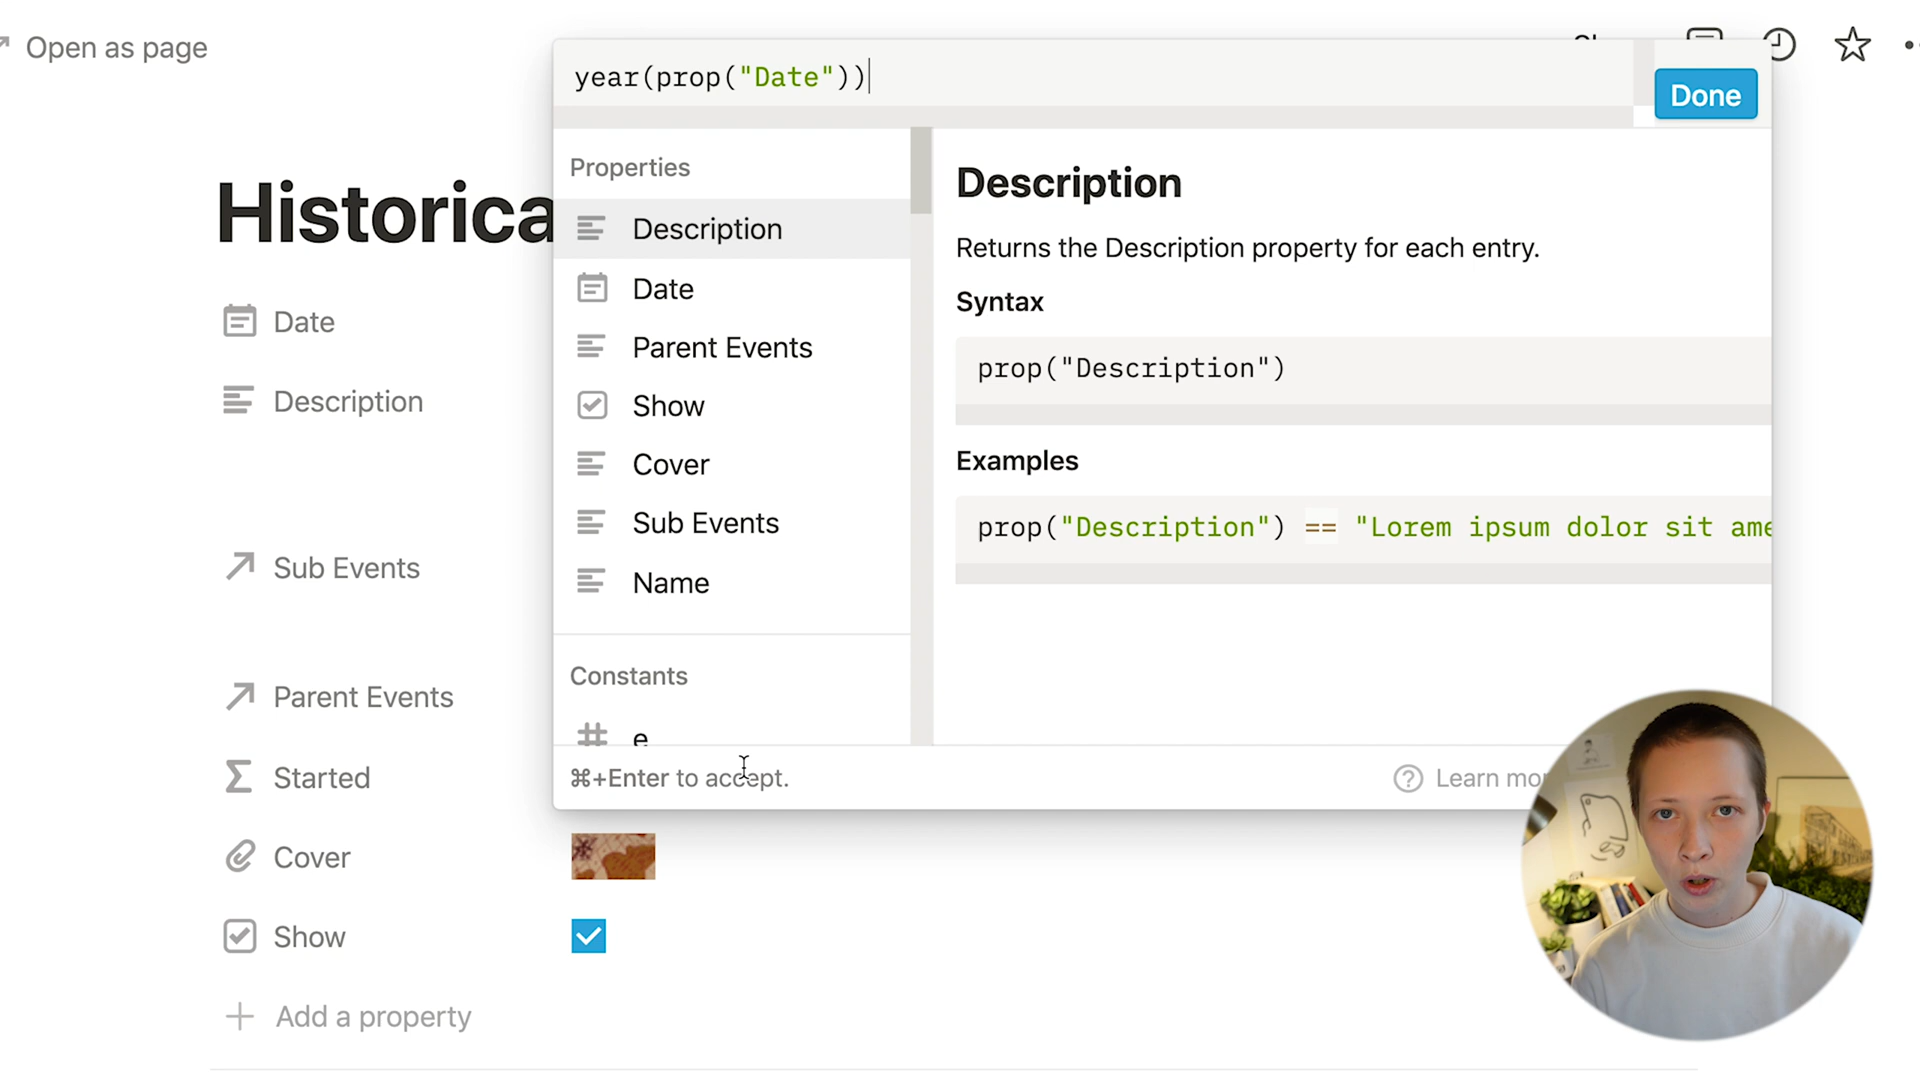 Open as page
year(prop("Date"))
Done
Historica
Properties
Description
Date
Parent Events
Show
Cover
Sub Events
Name
Constants
e
⌘+Enter to accept.
Description
Returns the Description property for each entry.
Syntax
prop("Description")
Examples
prop("Description") == "Lorem ipsum dolor sit ame
Learn mor
Date
Description
Sub Events
Parent Events
Started
Cover
Show
Add a property